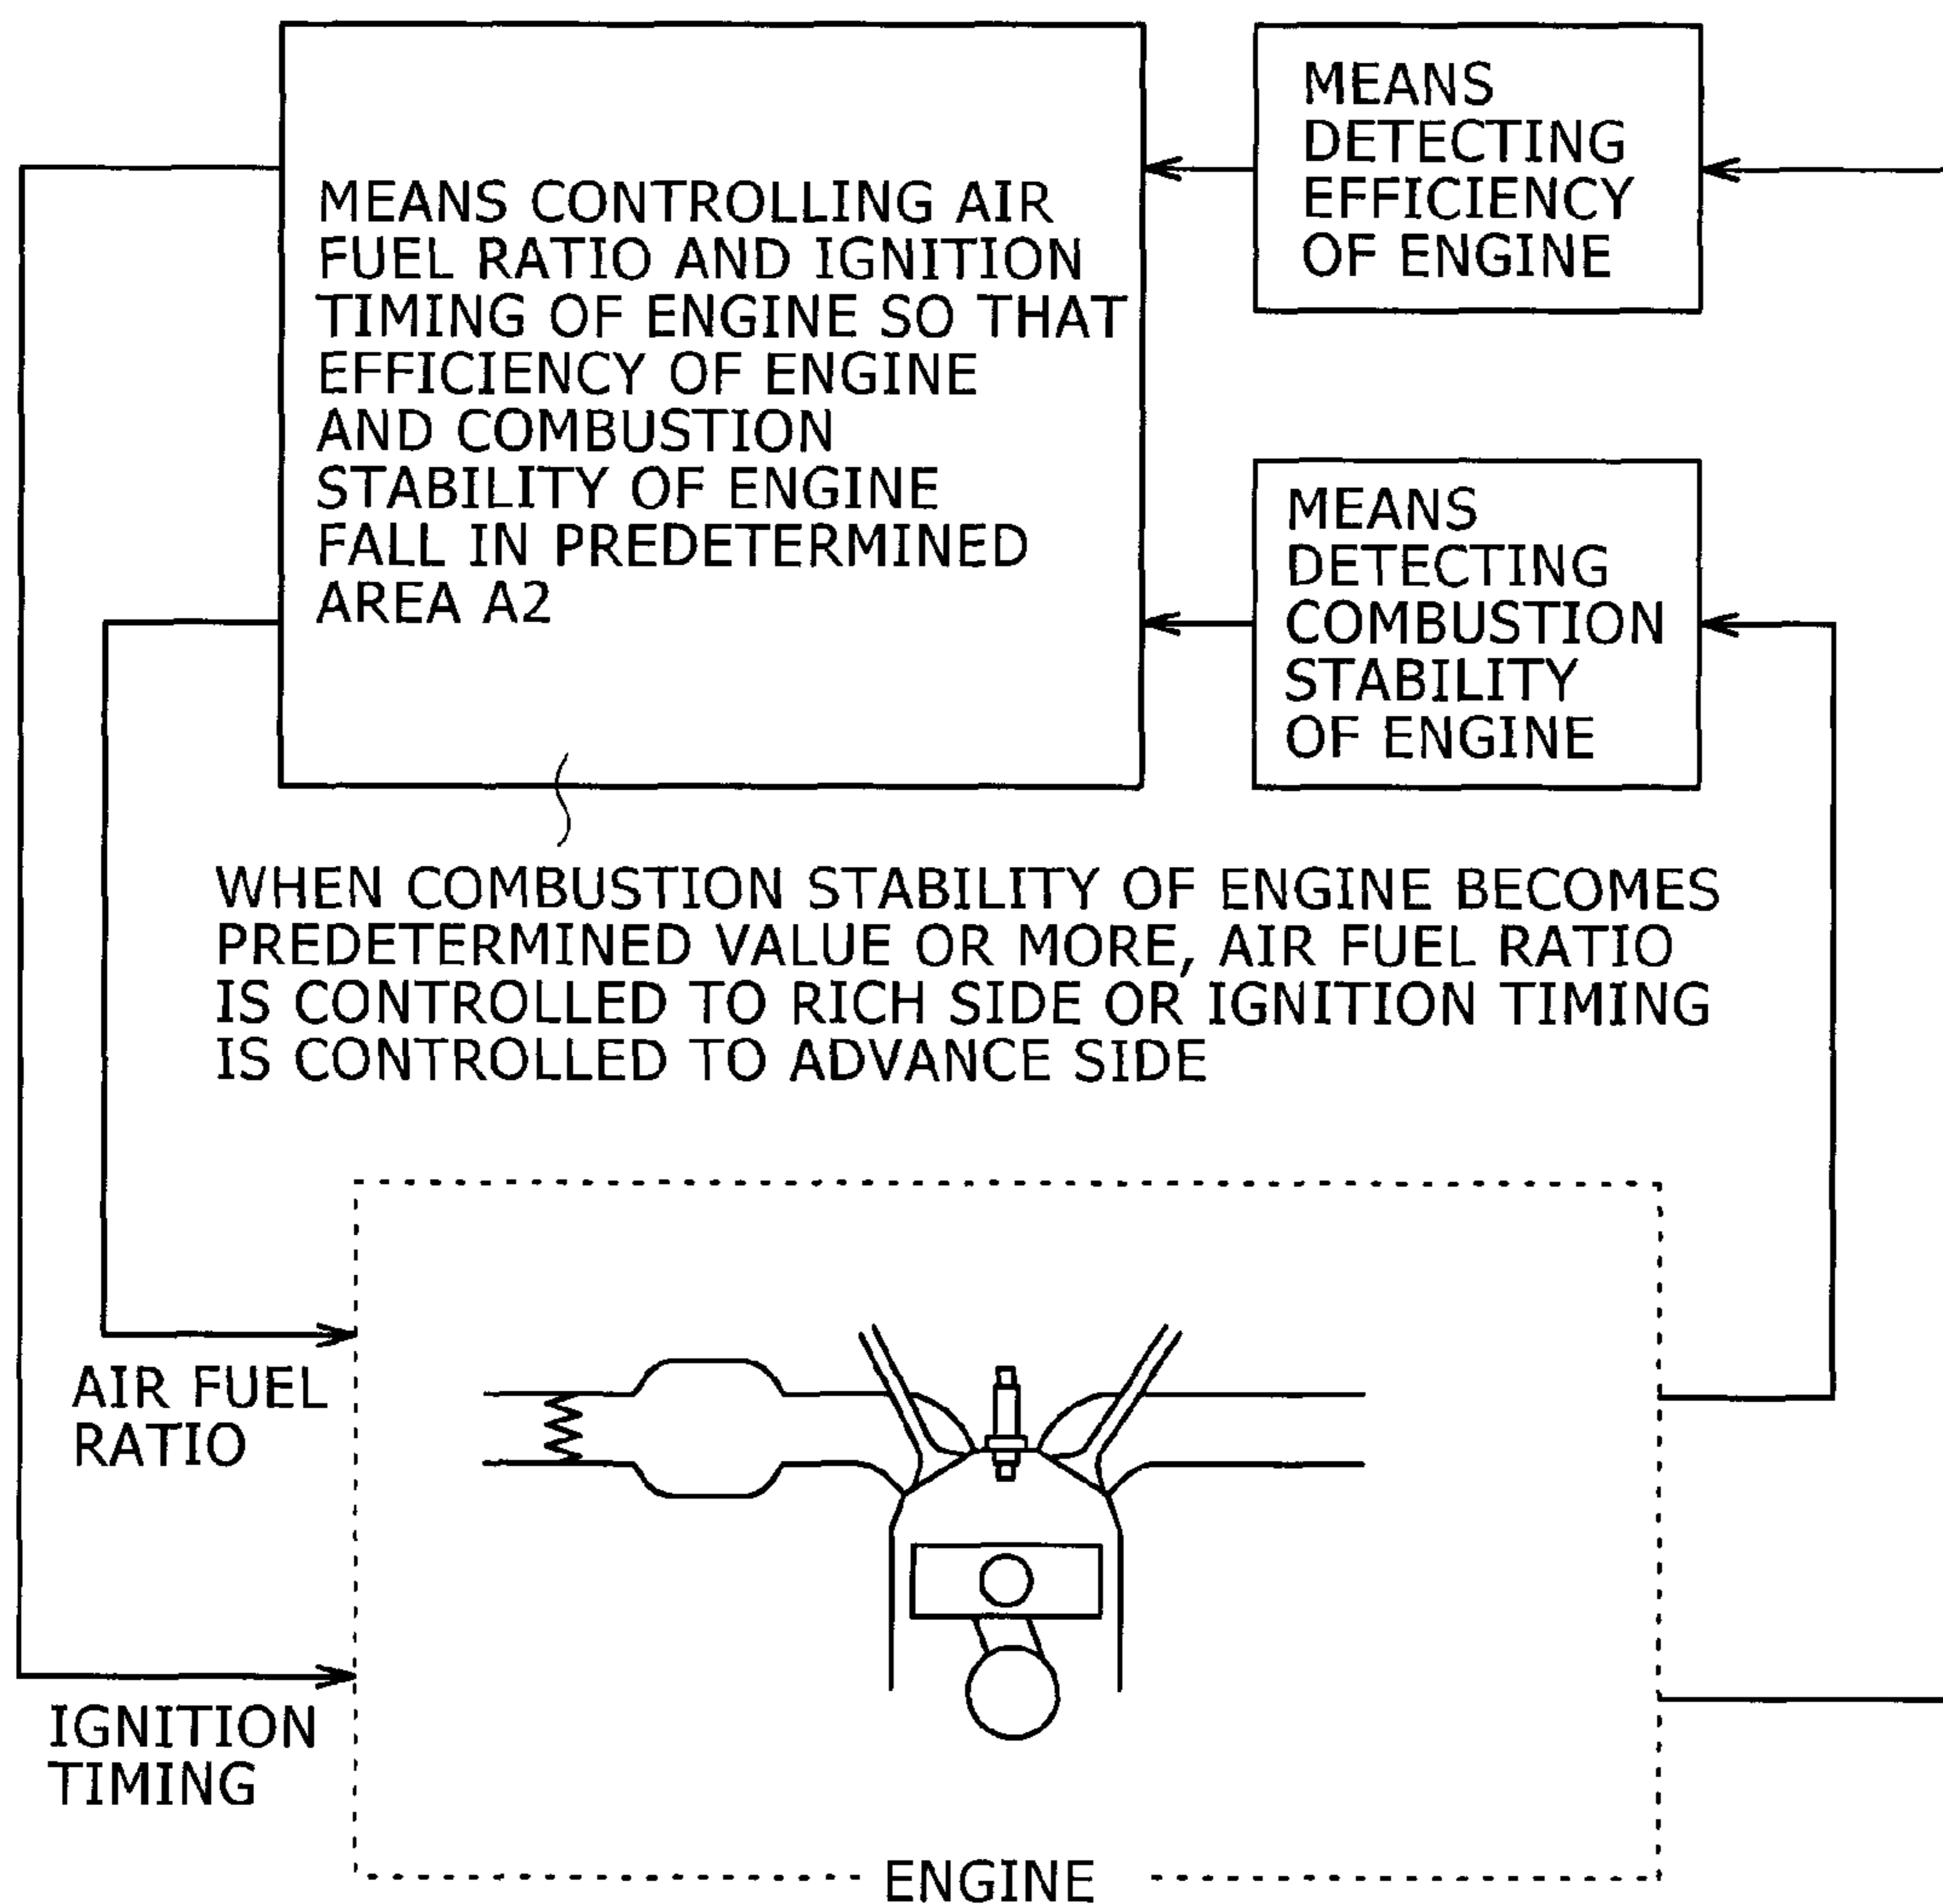 MEANS CONTROLLING AIR
FUEL RATIO AND IGNITION
TIMING OF ENGINE SO THAT
EFFICIENCY OF ENGINE
AND COMBUSTION
STABILITY OF ENGINE
FALL IN PREDETERMINED
AREA A2
MEANS
DETECTING
EFFICIENCY
OF ENGINE
MEANS
DETECTING
COMBUSTION
STABILITY
OF ENGINE
WHEN COMBUSTION STABILITY OF ENGINE BECOMES
PREDETERMINED VALUE OR MORE, AIR FUEL RATIO
IS CONTROLLED TO RICH SIDE OR IGNITION TIMING
IS CONTROLLED TO ADVANCE SIDE
AIR FUEL
RATIO
IGNITION
TIMING
ENGINE